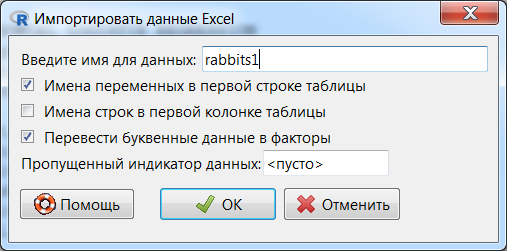 Импортировать данные Excel
Введите имя для данных: rabbits1
Имена переменных в первой строке таблицы
Имена строк в первой колонке таблицы
Перевести буквенные данные в факторы
Пропущенный индикатор данных: <пусто>
Помощь OK Отменить